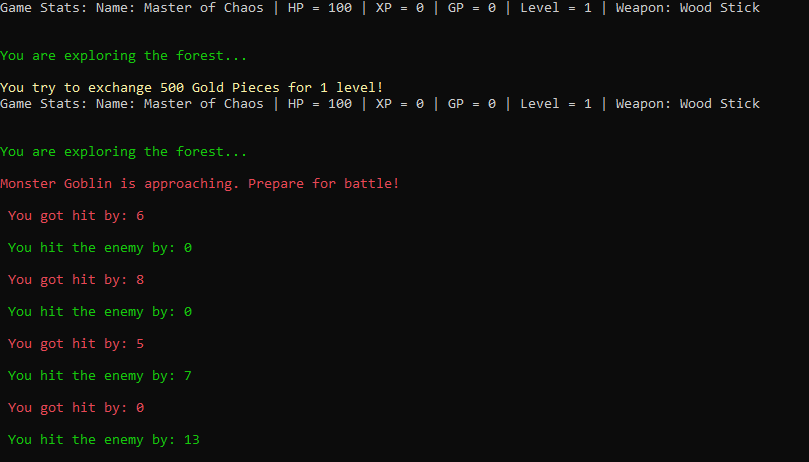 Game Stats: Name: Master of Chaos | HP = 100 | XP = 0 | GP = 0 | Level = 1 | Weapon: Wood Stick
You are exploring the forest...
You try to exchange 500 Gold Pieces for 1 level!
Game Stats: Name: Master of Chaos | HP = 100 | XP = 0 | GP = 0 | Level = 1 | Weapon: Wood Stick
You are exploring the forest...
Monster Goblin is approaching. Prepare for battle!
You got hit by: 6
You hit the enemy by: 0
You got hit by: 8
You hit the enemy by: 0
You got hit by: 5
You hit the enemy by: 7
You got hit by: 0
You hit the enemy by: 13